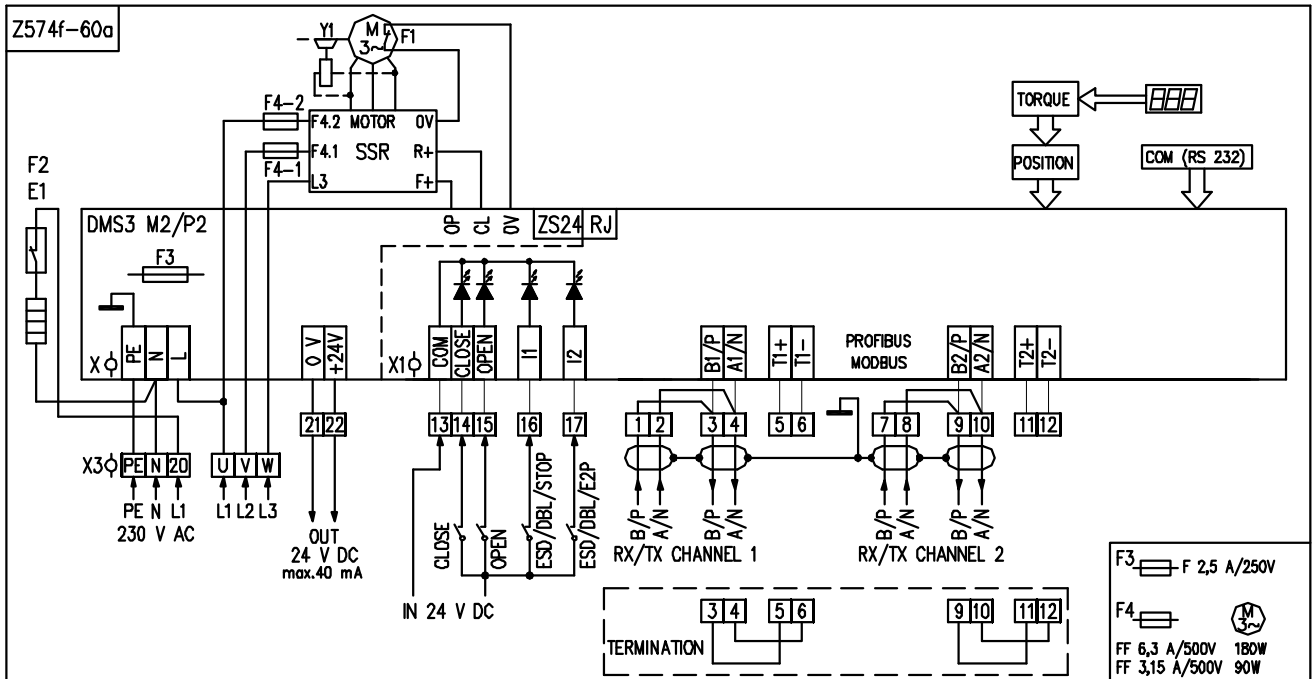 Z574f-60a
Y1
M
3~
F1
F4-2
F4.2 MOTOR 0V
F4.1 SSR R+
F4-1
L3 F+
TORQUE
POSITION
COM (RS 232)
F2
E1
DMS3 M2/P2
OP
CL
0V
ZS24 RJ
F3
X
PE
N
L
0 V
+24V
X1
COM
CLOSE
OPEN
I1
I2
B1/P
A1/N
T1+
T1-
PROFIBUS
MODBUS
B2/P
A2/N
T2+
T2-
21 22
13 14 15 16 17
1 2 3 4 5 6
7 8 9 10 11 12
X3 PE N 20
U V W
PE N L1
230 V AC
L1 L2 L3
OUT
24 V DC
max.40 mA
CLOSE
OPEN
ESD/DBL/STOP
ESD/DBL/E2P
IN 24 V DC
B/P
A/N
B/P
A/N
RX/TX CHANNEL 1
B/P
A/N
B/P
A/N
RX/TX CHANNEL 2
TERMINATION
3 4 5 6
9 10 11 12
F3 F 2,5 A/250V
F4
M
3~
FF 6,3 A/500V 180W
FF 3,15 A/500V 90W